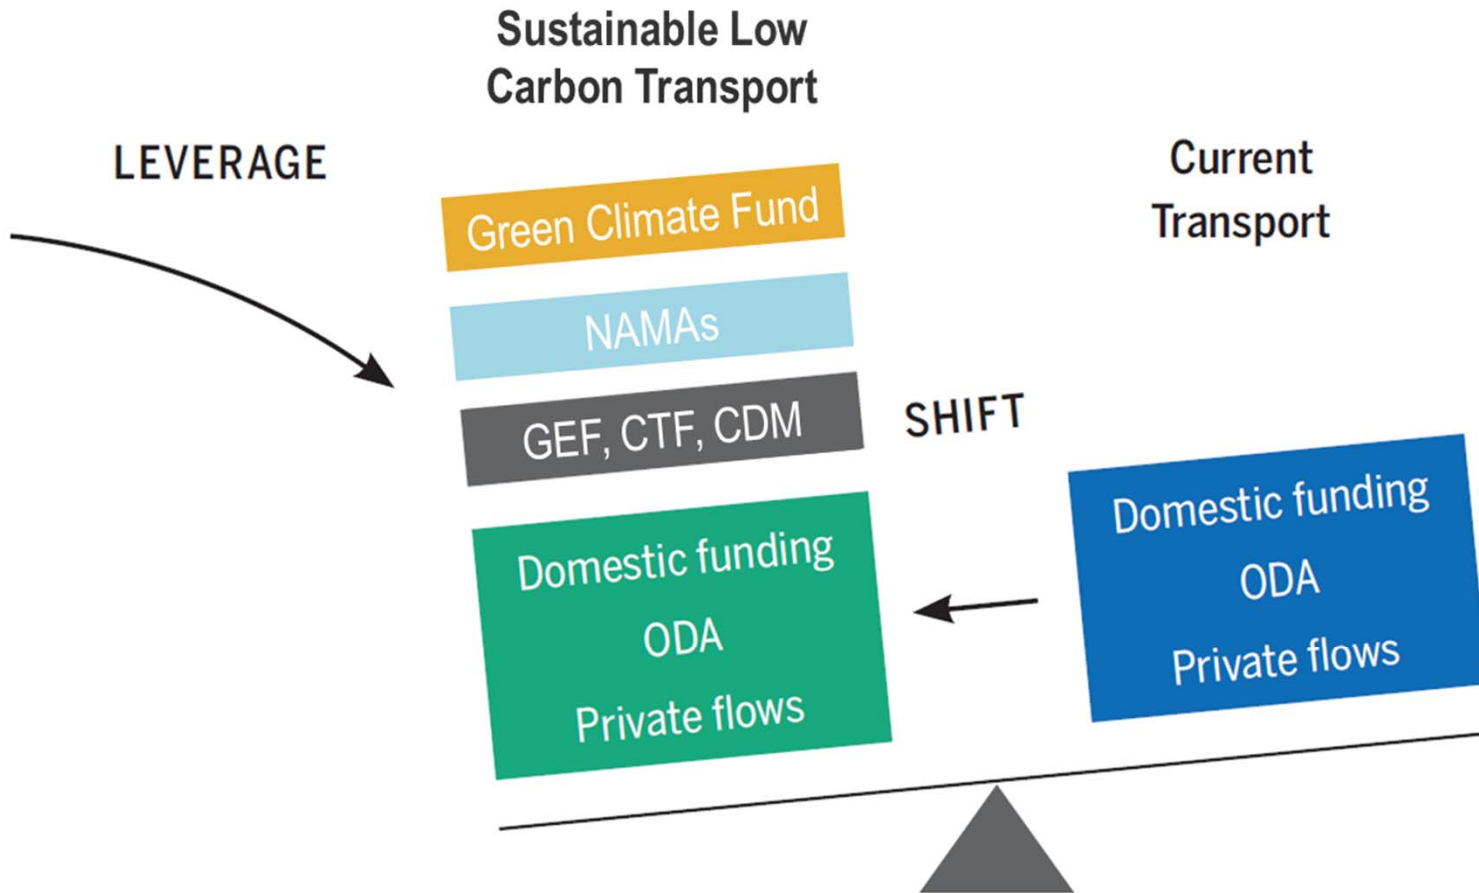 Sustainable Low
Carbon Transport
LEVERAGE
Current
Transport
Green Climate Fund
NAMAs
GEF, CTF, CDM
SHIFT
Domestic funding
ODA
Private flows
Domestic funding
ODA
Private flows